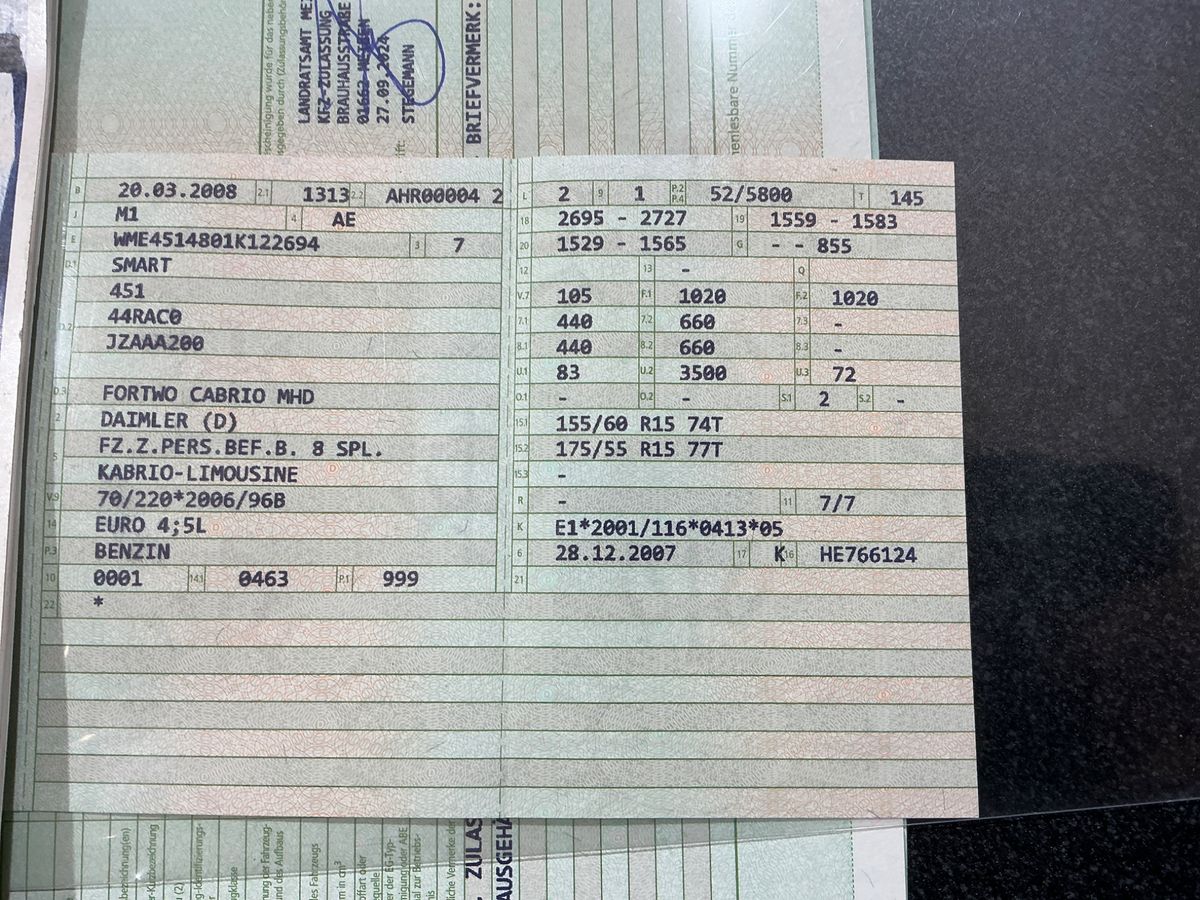 LANDRATSAMT
KFZ-ZULASSUNG
BRAUHAUSSTRAßE
01662 MEIßEN
27.09.2024
STEGEMANN
BRIEFVERMERK:
B 20.03.2008 2.1 1313 2.2 AHR00004 2
J M1 4 AE
E WME4514801K122694 3 7
D.1 SMART
451
D.2 44RAC0
JZAAA200
D.3 FORTWO CABRIO MHD
2 DAIMLER (D)
5 FZ.Z.PERS.BEF.B. 8 SPL.
KABRIO-LIMOUSINE
V.9 70/220*2006/96B
14 EURO 4;5L
P.3 BENZIN
10 0001 14.1 0463 P.1 999
22 *
L 2 9 1 P.2 P.4 52/5800 T 145
18 2695 - 2727 19 1559 - 1583
20 1529 - 1565 G - - 855
12 13 - Q
V.7 105 F.1 1020 F.2 1020
7.1 440 7.2 660 7.3 -
8.1 440 8.2 660 8.3 -
U.1 83 U.2 3500 U.3 72
O.1 - O.2 - S.1 2 S.2 -
15.1 155/60 R15 74T
15.2 175/55 R15 77T
15.3 -
R - 11 7/7
K E1*2001/116*0413*05
6 28.12.2007 17 K 16 HE766124
21